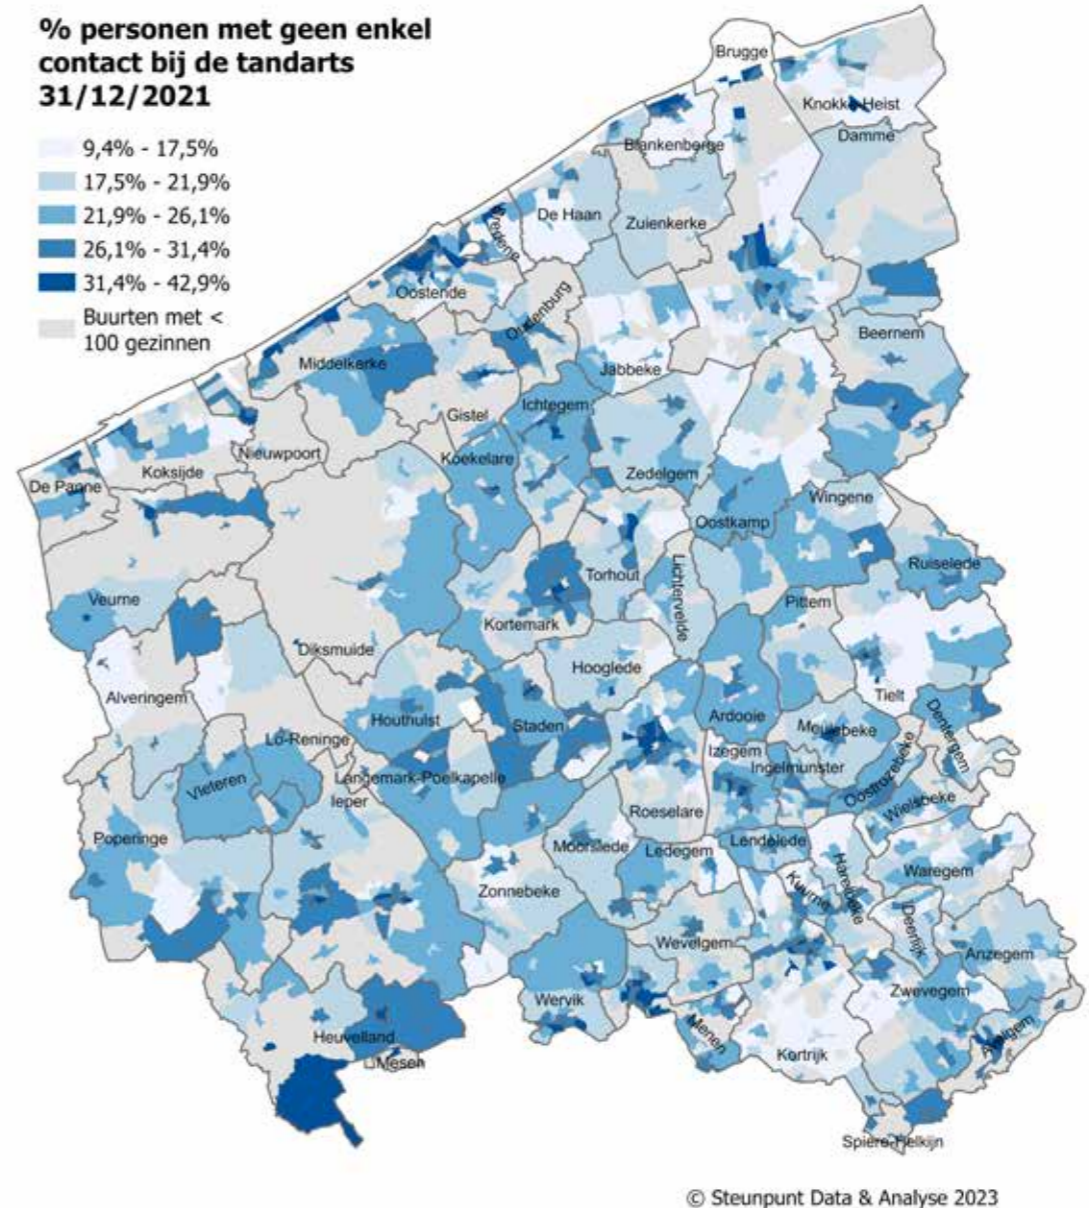 % personen met geen enkel
contact bij de tandarts
31/12/2021
9,4% - 17,5%
17,5% - 21,9%
21,9% - 26,1%
26,1% - 31,4%
31,4% - 42,9%
Buurten met <
100 gezinnen
Brugge
Knokke-Heist
Damme
Blankenberge
De Haan
Zuienkerke
Bredene
Oostende
Oudenburg
Beernem
Middelkerke
Jabbeke
Ichtegem
Gistel
Nieuwpoort
Koksijde
Koekelare
De Panne
Zedelgem
Wingene
Oostkamp
Ruiselede
Torhout
Lichtervelde
Veurne
Pittem
Kortemark
Diksmuide
Hooglede
Alveringem
Tielt
Houthulst
Staden
Ardooie
Meulebeke
Dentergem
Lo-Reninge
Izegem
Ingelmunster
Oostrozebeke
Langemark-Poelkapelle
Vleteren
Ieper
Wielsbeke
Roeselare
Poperinge
Moorslede
Ledegem
Lendelede
Harelbeke
Waregem
Zonnebeke
Kuurne
Deerlijk
Wevelgem
Anzegem
Wervik
Zwevegem
Menen
Heuvelland
Mesen
Kortrijk
Avelgem
Spiere-Helkijn
© Steunpunt Data & Analyse 2023